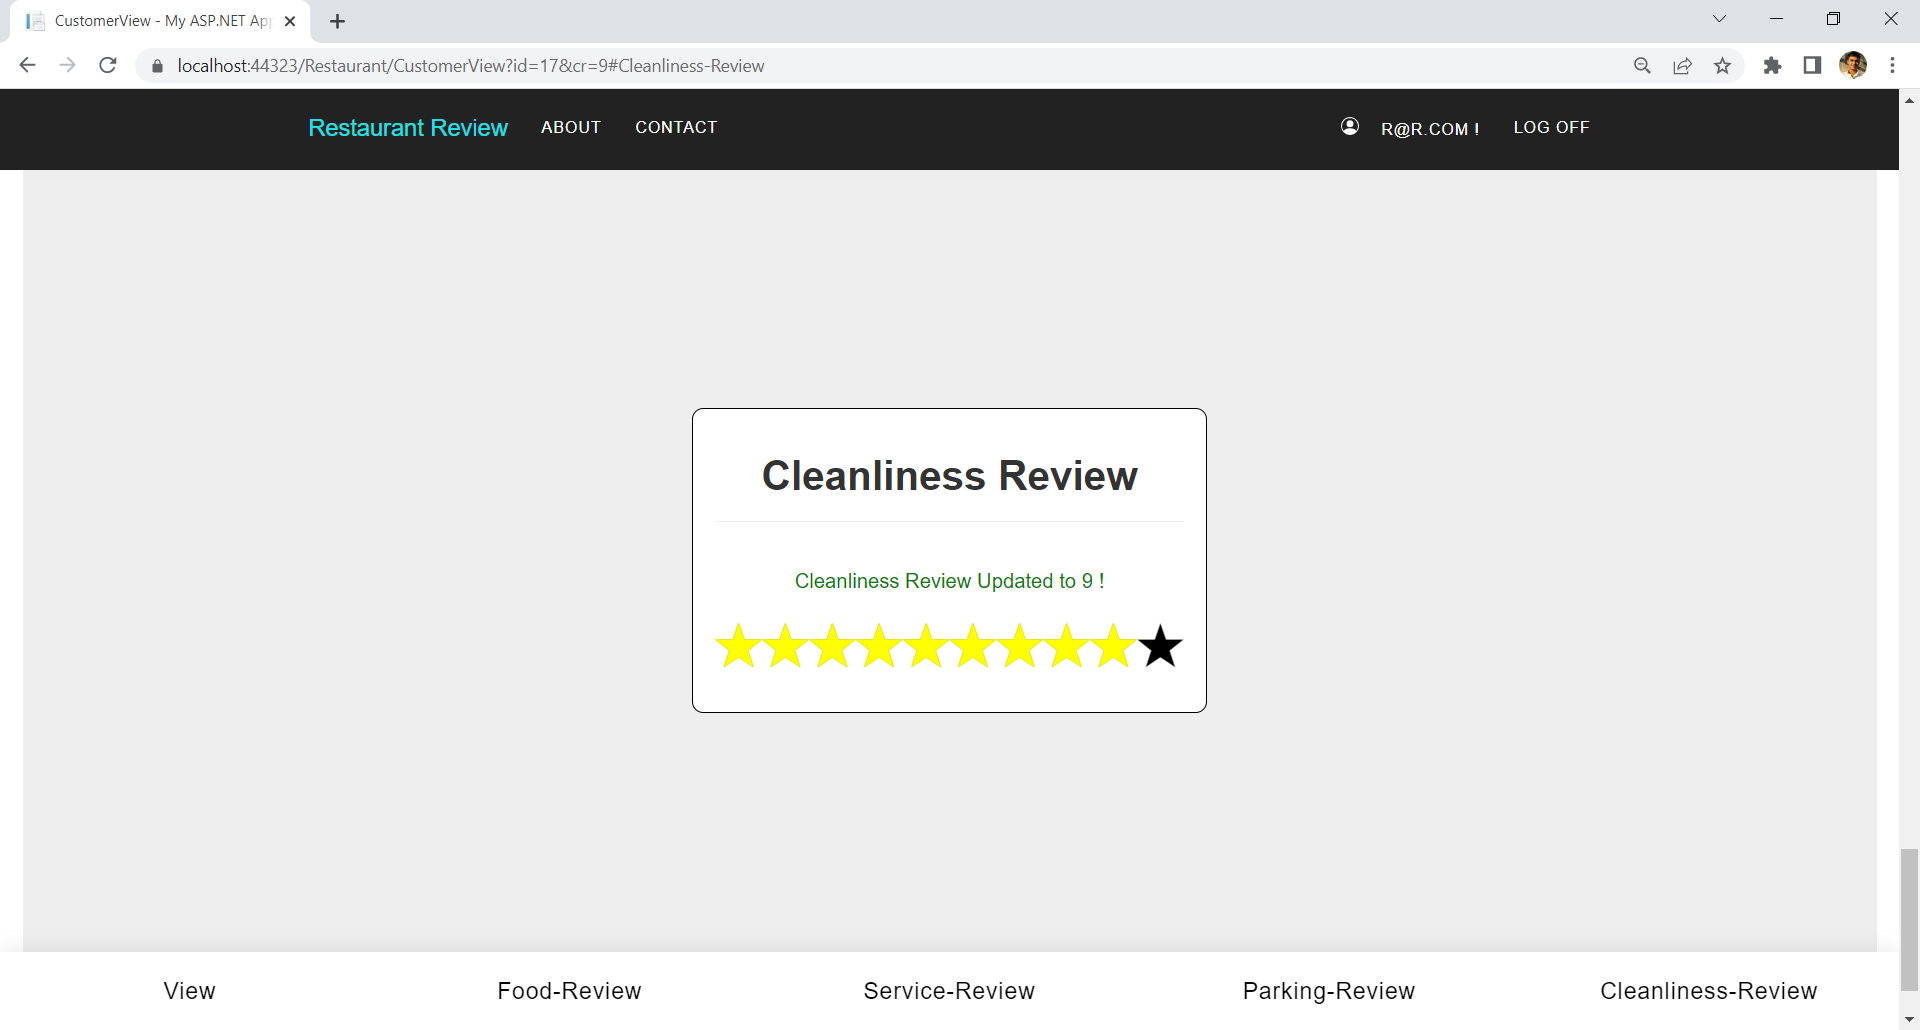 CustomerView - My ASP.NET App
localhost:44323/Restaurant/CustomerView?id=17&cr=9#Cleanliness-Review
Restaurant Review ABOUT CONTACT R@R.COM ! LOG OFF
Cleanliness Review
Cleanliness Review Updated to 9 !
View Food-Review Service-Review Parking-Review Cleanliness-Review